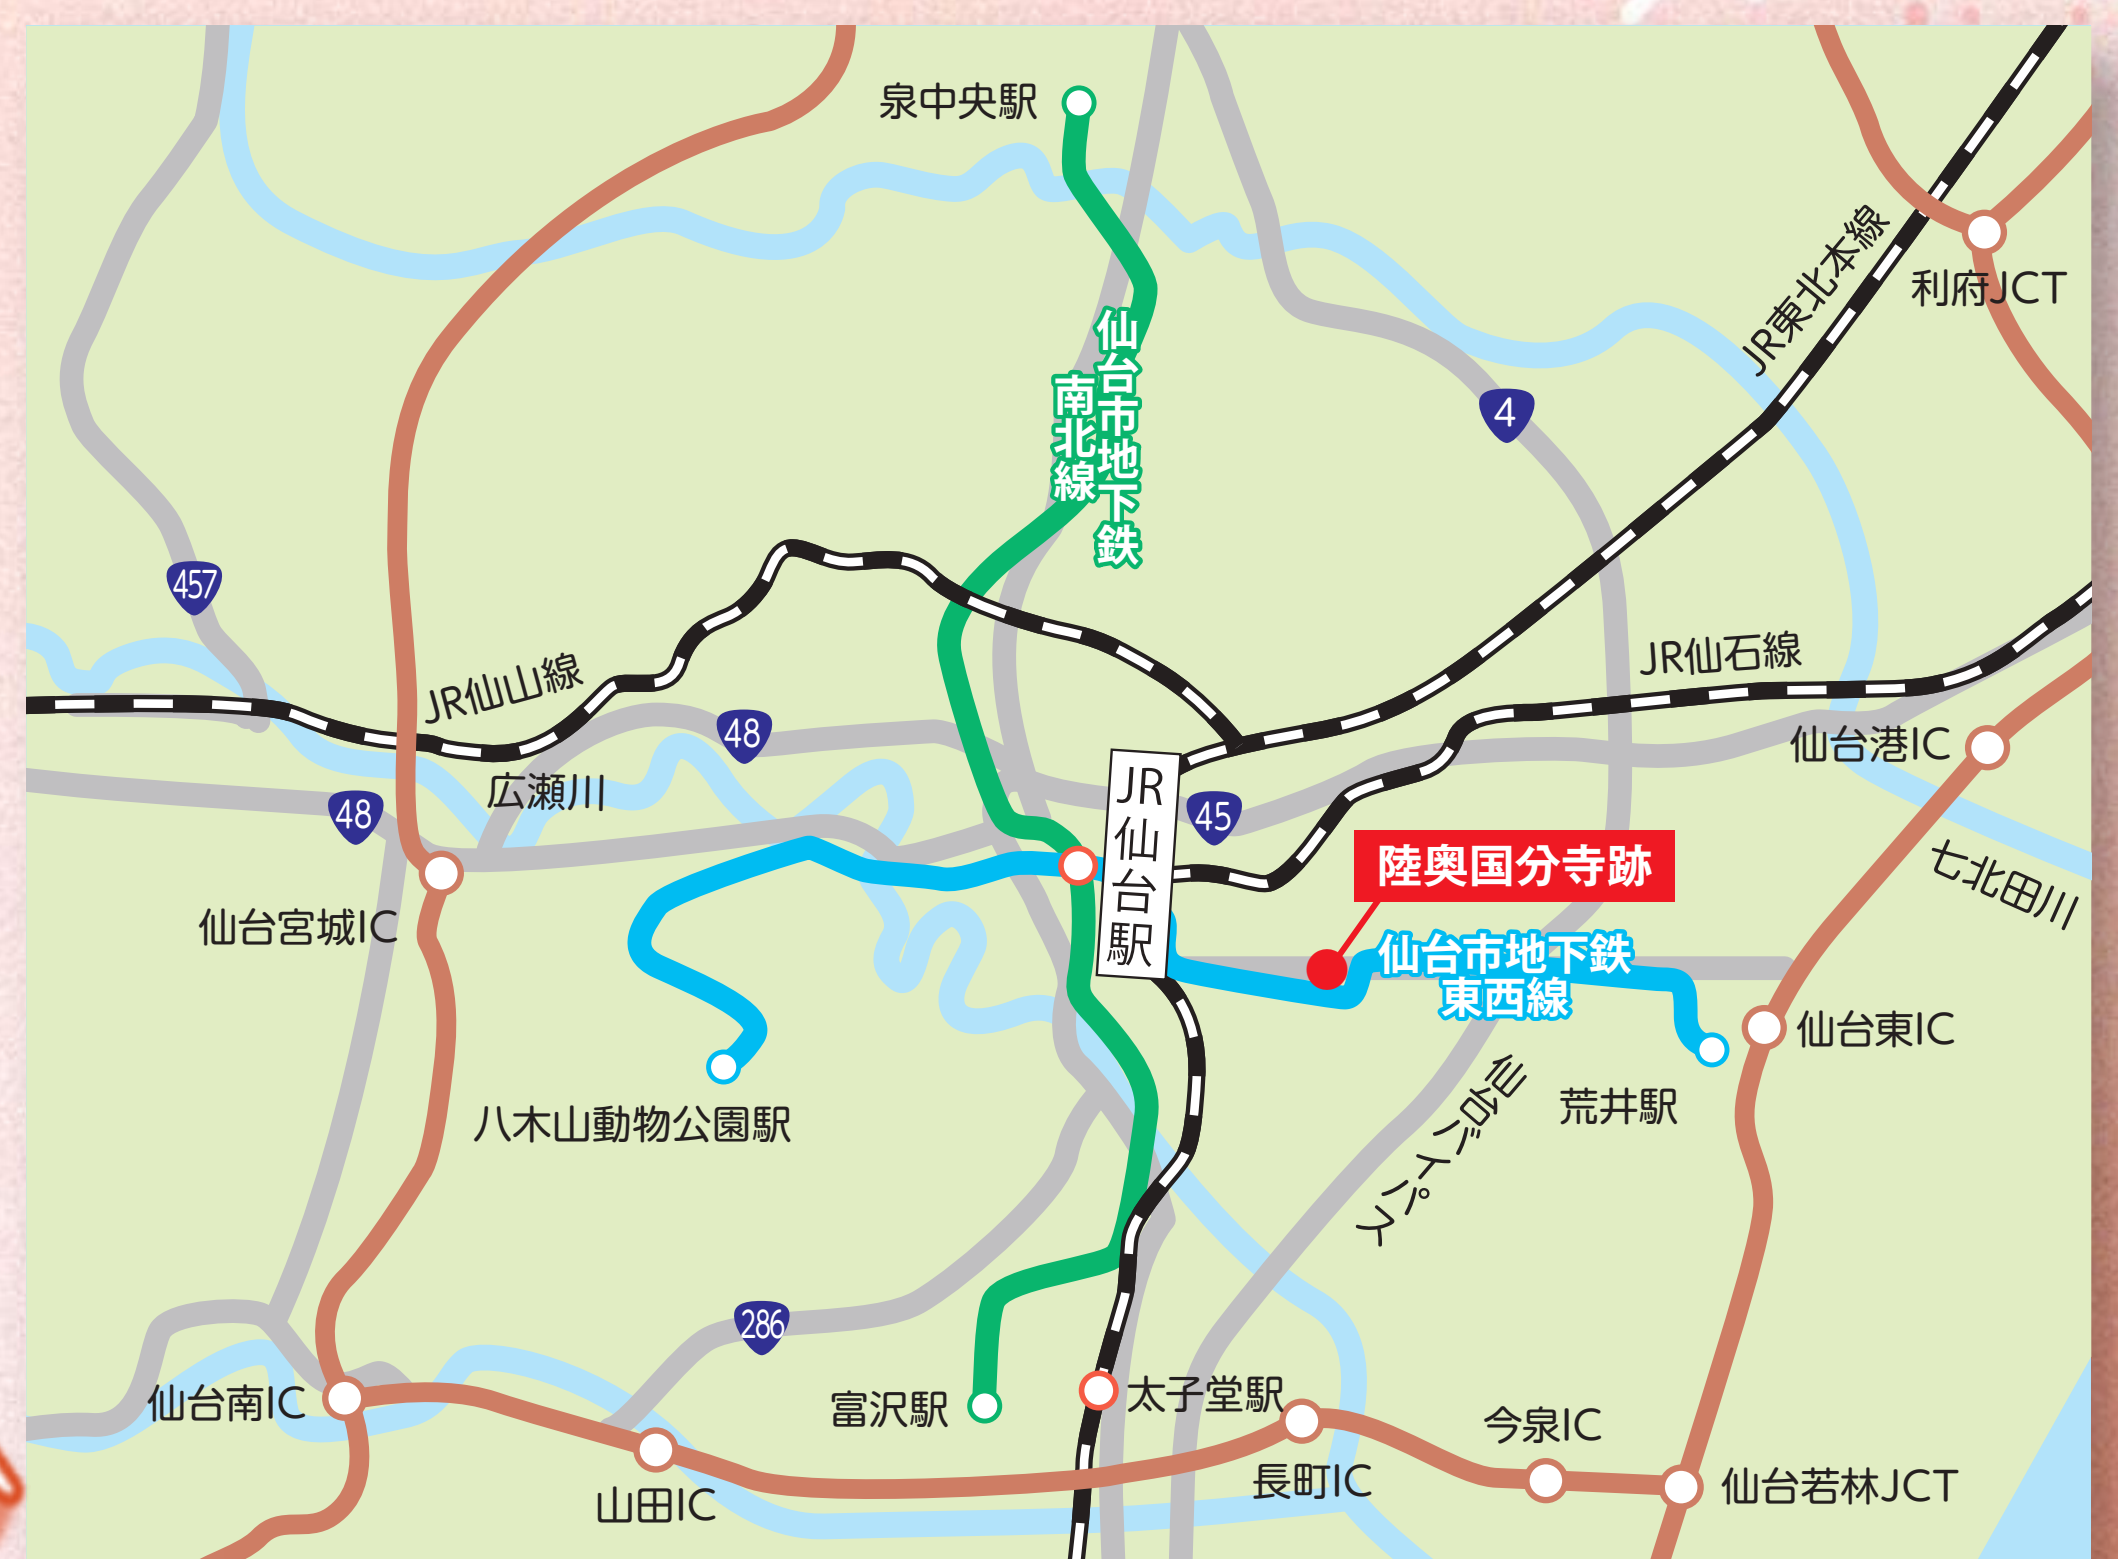 泉中央駅
仙台市地下鉄
南北線
JR東北本線
利府JCT
4
457
JR仙山線
48
JR仙石線
仙台港IC
広瀬川
48
JR仙台駅
45
陸奥国分寺跡
七北田川
仙台宮城IC
仙台市地下鉄
東西線
仙台東IC
八木山動物公園駅
仙台バイパス
荒井駅
286
仙台南IC
富沢駅
太子堂駅
今泉IC
長町IC
山田IC
仙台若林JCT